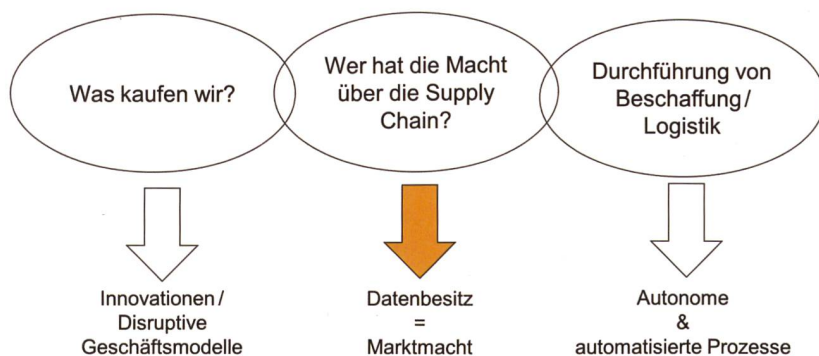 Was kaufen wir?
Wer hat die Macht
über die Supply
Chain?
Durchführung von
Beschaffung/
Logistik
Innovationen/
Disruptive
Geschäftsmodelle
Datenbesitz
=
Marktmacht
Autonome
&
automatisierte Prozesse